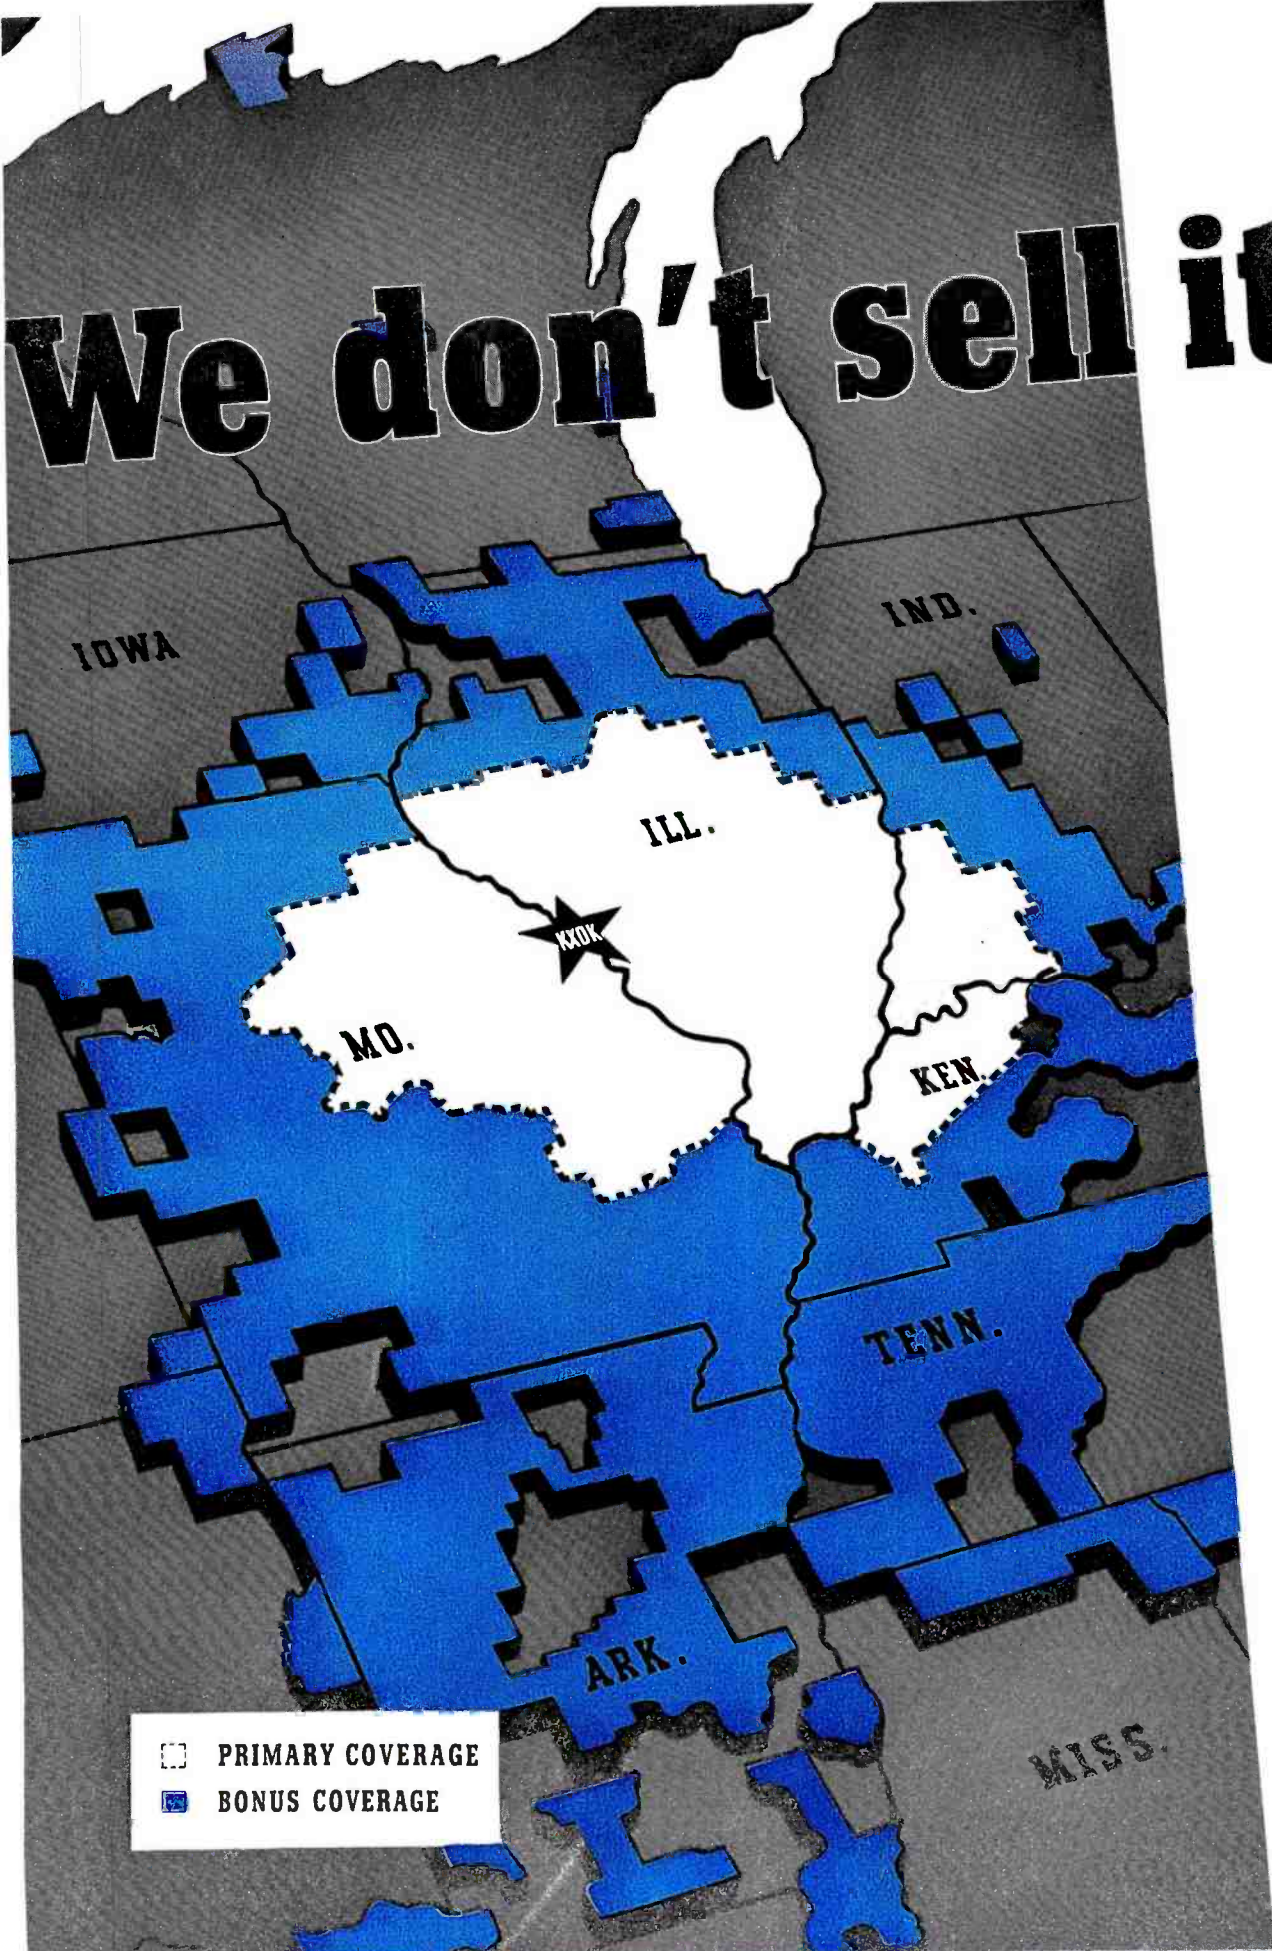 We don't sell it
IOWA
IND.
ILL.
KXOK
MO.
KEN.
TENN.
ARK.
MISS.
PRIMARY COVERAGE
BONUS COVERAGE